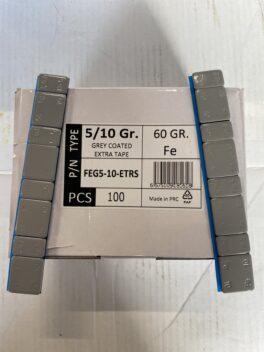 P/N TYPE
5/10 Gr.
GREY COATED
EXTRA TAPE
60 GR.
Fe
FEG5-10-ETRS
PCS
100
Made in PRC
PAP